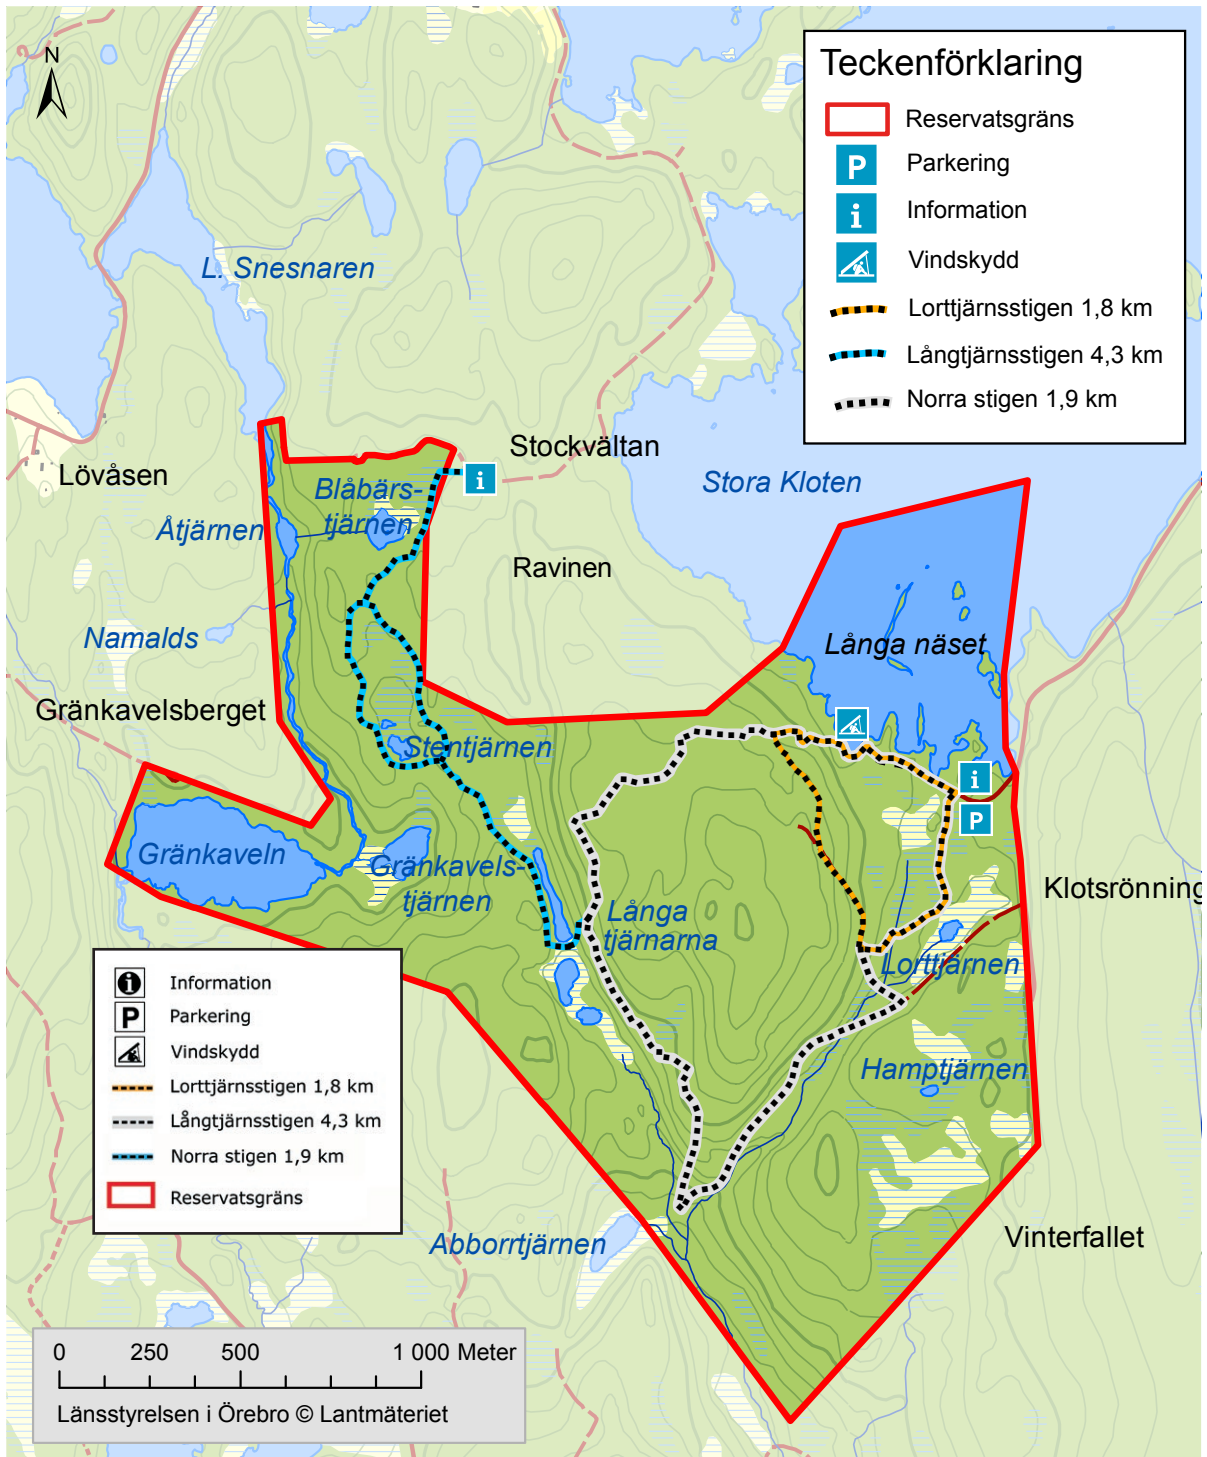 N
Teckenförklaring
Reservatsgräns
P Parkering
i Information
Vindskydd
Lorttjärnsstigen 1,8 km
Långtjärnsstigen 4,3 km
Norra stigen 1,9 km
L. Snesnaren
Stockvältan
Lövåsen
Blåbärs-
tjärnen
i
Stora Kloten
Åtjärnen
Ravinen
Namalds
Långa näset
Gränkavelsberget
Stentjärnen
i
P
Gränkaveln
Gränkavels-
tjärnen
Klotsrönning
Långa
tjärnarna
Lorttjärnen
Hamptjärnen
i Information
P Parkering
Vindskydd
Lorttjärnsstigen 1,8 km
Långtjärnsstigen 4,3 km
Norra stigen 1,9 km
Reservatsgräns
Abborrtjärnen
Vinterfallet
0 250 500 1 000 Meter
Länsstyrelsen i Örebro © Lantmäteriet